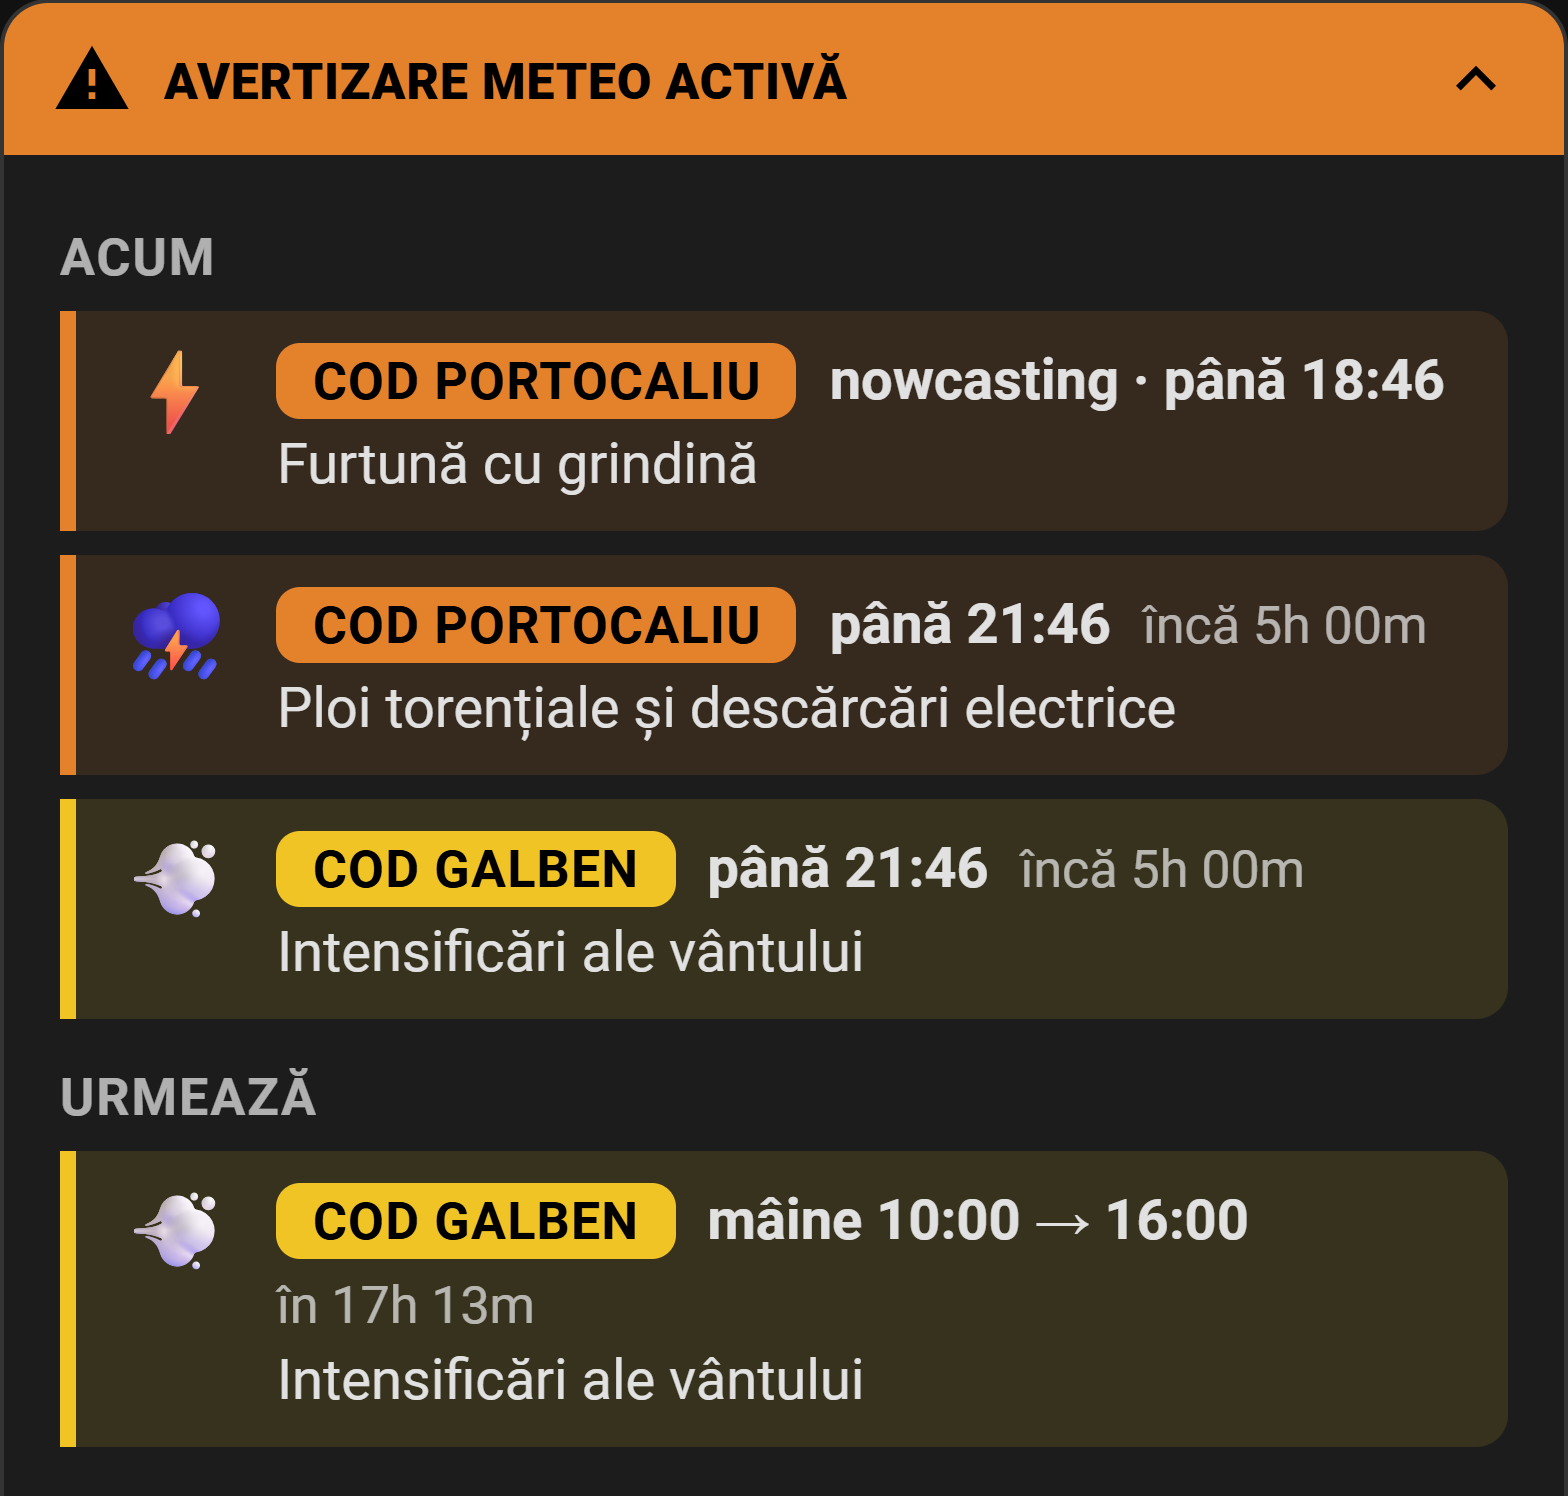 AVERTIZARE METEO ACTIVĂ
ACUM
COD PORTOCALIU nowcasting · până 18:46
Furtună cu grindină
COD PORTOCALIU până 21:46 încă 5h 00m
Ploi torențiale și descărcări electrice
COD GALBEN până 21:46 încă 5h 00m
Intensificări ale vântului
URMEAZĂ
COD GALBEN mâine 10:00 → 16:00
în 17h 13m
Intensificări ale vântului